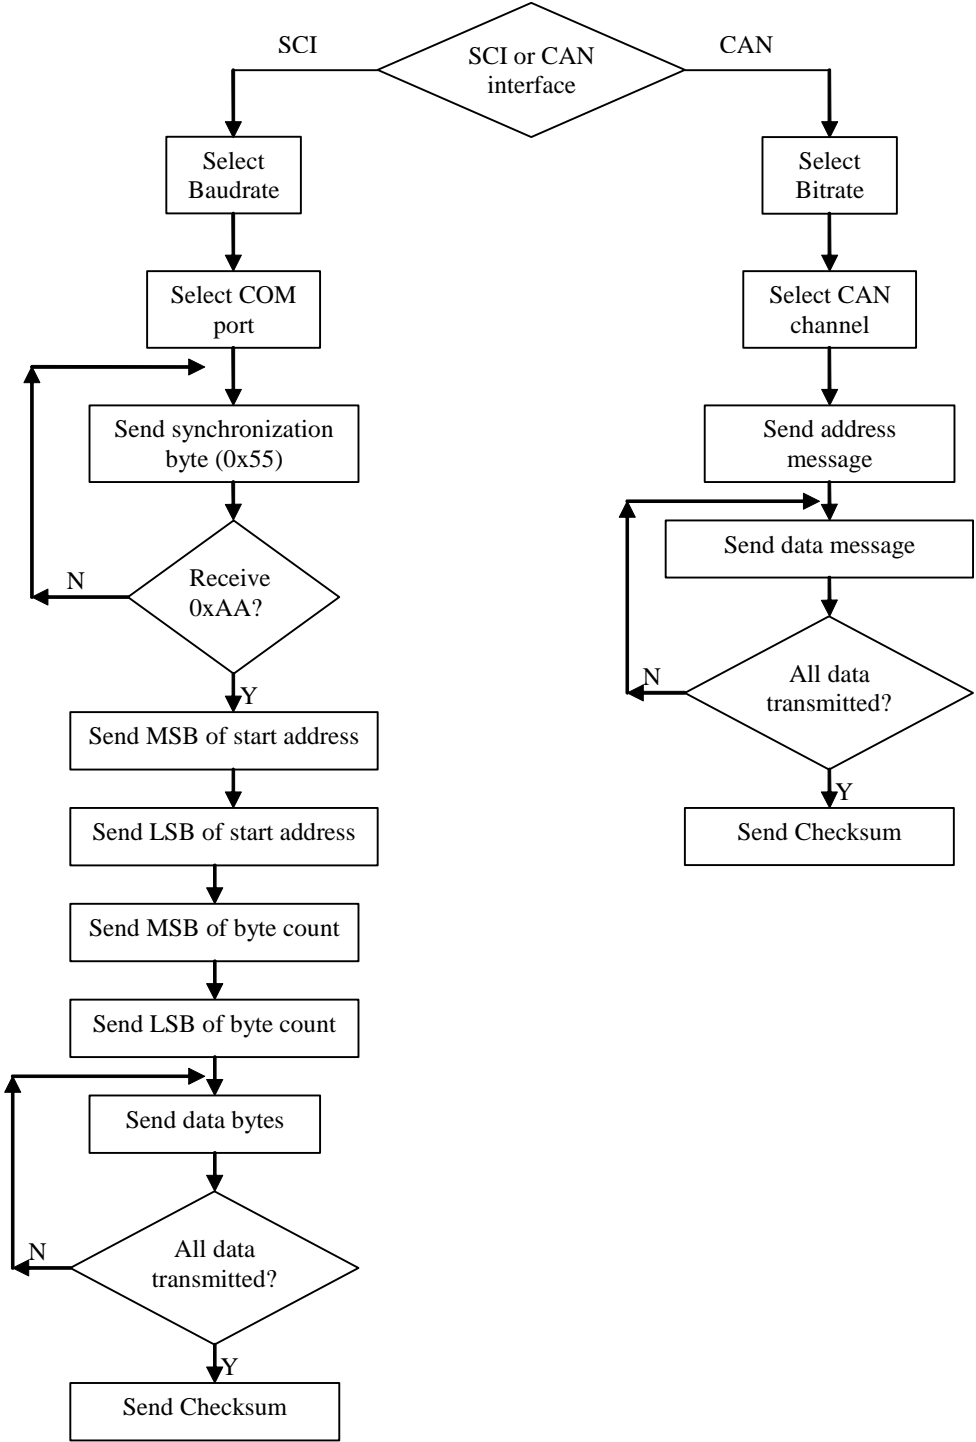 SCI
SCI or CAN
interface
CAN
Select
Baudrate
Select COM
port
Send synchronization
byte (0x55)
Receive
0xAA?
N
Y
Send MSB of start address
Send LSB of start address
Send MSB of byte count
Send LSB of byte count
Send data bytes
All data
transmitted?
N
Y
Send Checksum
Select
Bitrate
Select CAN
channel
Send address
message
Send data message
All data
transmitted?
N
Y
Send Checksum